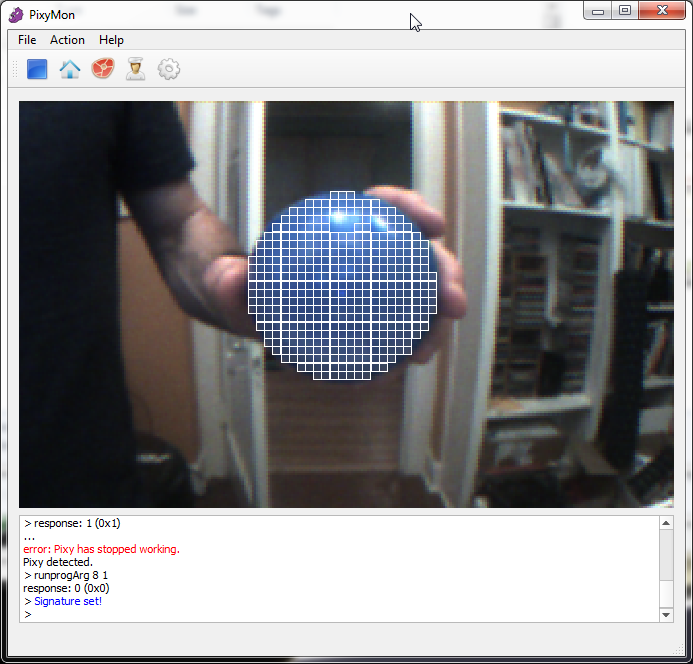 PixyMon
File Action Help
> response: 1 (0x1)
...
error: Pixy has stopped working.
Pixy detected.
> runprogArg 8 1
response: 0 (0x0)
> Signature set!
>